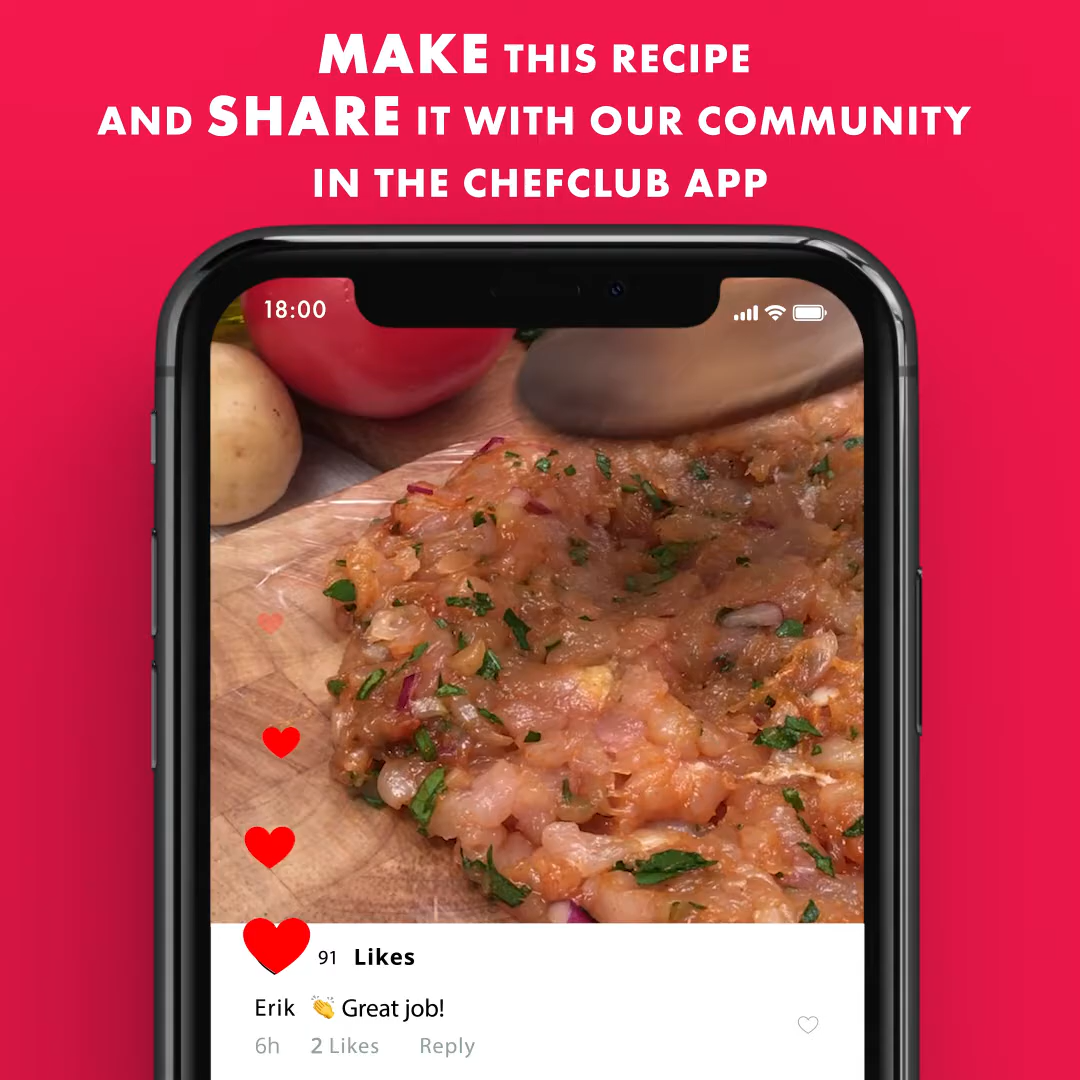 MAKE THIS RECIPE
AND SHARE IT WITH OUR COMMUNITY
IN THE CHEFCLUB APP
18:00
91 Likes
Erik 👏 Great job!
6h 2 Likes Reply